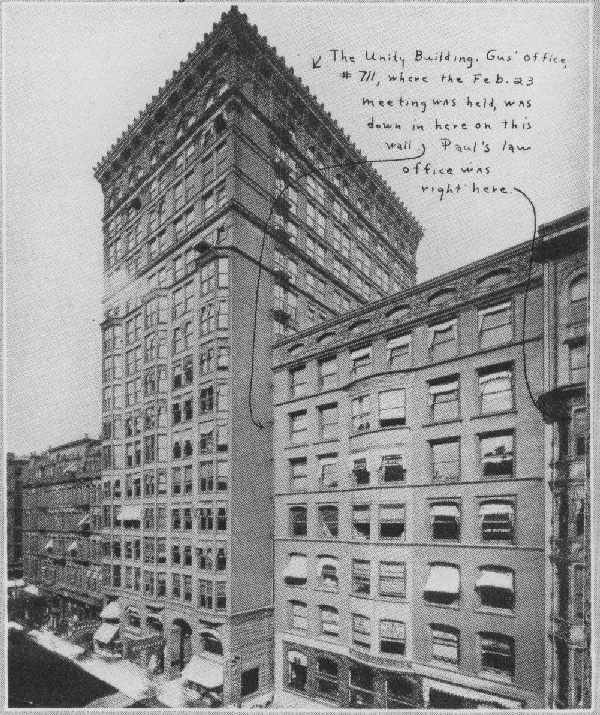 The Unity Building. Gus' office,
# 711, where the Feb. 23
meeting was held, was
down in here on this
wall; Paul's law
office was
right here.